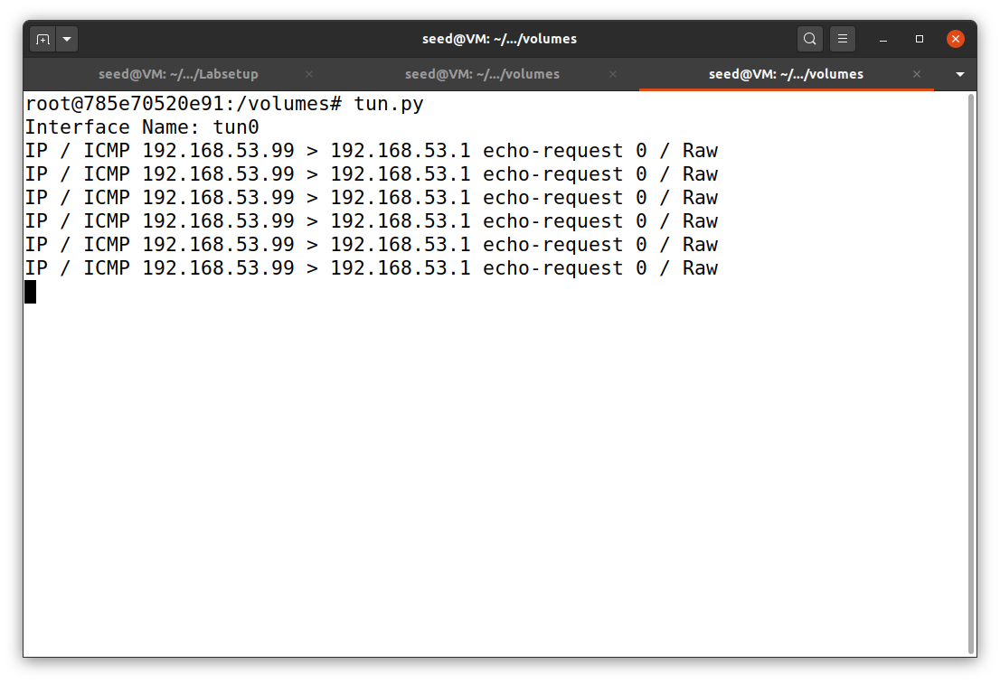 seed@VM: ~/.../volumes
seed@VM: ~/.../Labsetup
seed@VM: ~/.../volumes
seed@VM: ~/.../volumes
root@785e70520e91:/volumes# tun.py
Interface Name: tun0
IP / ICMP 192.168.53.99 > 192.168.53.1 echo-request 0 / Raw
IP / ICMP 192.168.53.99 > 192.168.53.1 echo-request 0 / Raw
IP / ICMP 192.168.53.99 > 192.168.53.1 echo-request 0 / Raw
IP / ICMP 192.168.53.99 > 192.168.53.1 echo-request 0 / Raw
IP / ICMP 192.168.53.99 > 192.168.53.1 echo-request 0 / Raw
IP / ICMP 192.168.53.99 > 192.168.53.1 echo-request 0 / Raw